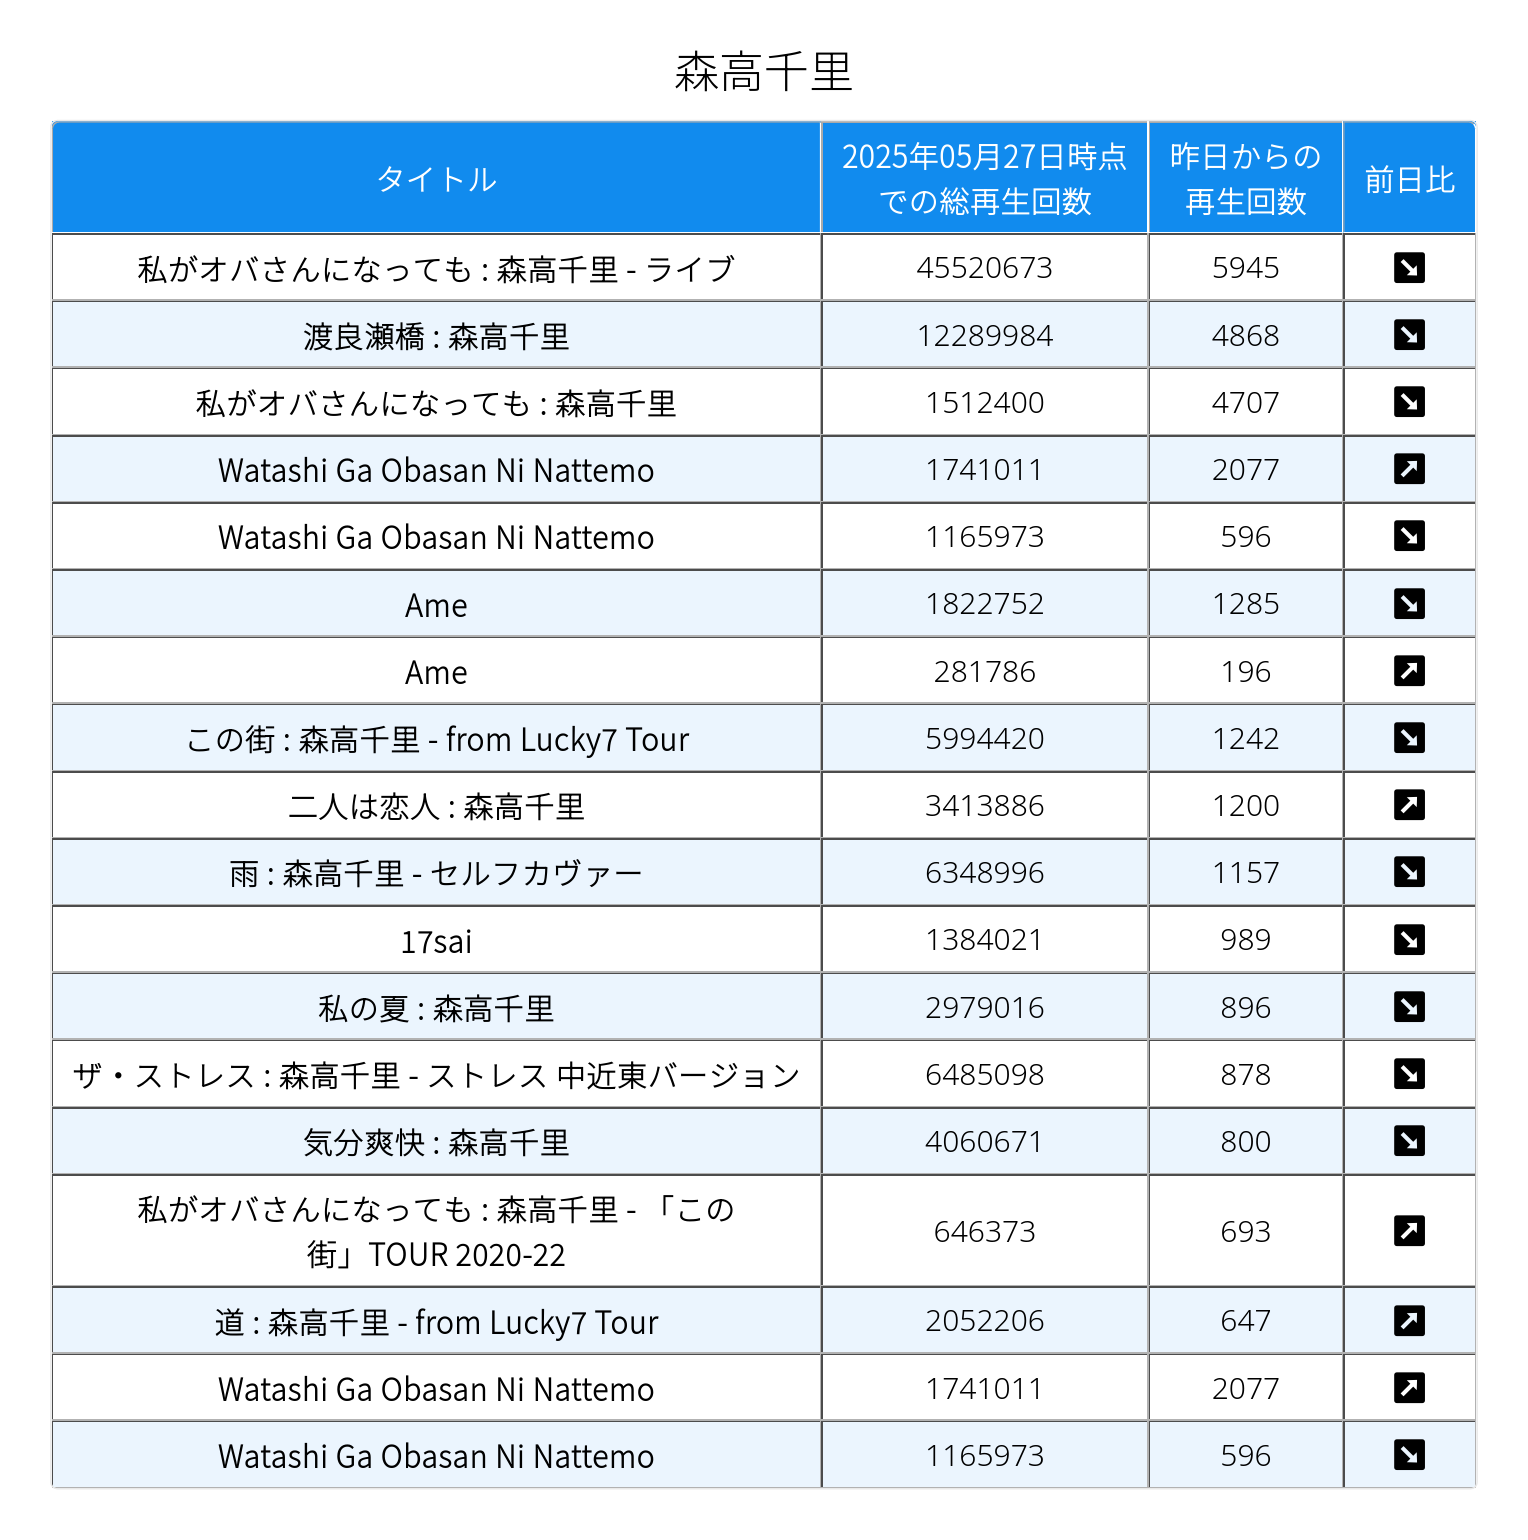 森高千里
タイトル
2025年05月27日時点
での総再生回数
昨日からの
再生回数
前日比
私がオバさんになっても : 森高千里 - ライブ 45520673 5945
渡良瀬橋 : 森高千里 12289984 4868
私がオバさんになっても : 森高千里 1512400 4707
Watashi Ga Obasan Ni Nattemo 1741011 2077
Watashi Ga Obasan Ni Nattemo 1165973 596
Ame 1822752 1285
Ame 281786 196
この街 : 森高千里 - from Lucky7 Tour 5994420 1242
二人は恋人 : 森高千里 3413886 1200
雨 : 森高千里 - セルフカヴァー 6348996 1157
17sai 1384021 989
私の夏 : 森高千里 2979016 896
ザ・ストレス : 森高千里 - ストレス 中近東バージョン 6485098 878
気分爽快 : 森高千里 4060671 800
私がオバさんになっても : 森高千里 - 「この
街」TOUR 2020-22 646373 693
道 : 森高千里 - from Lucky7 Tour 2052206 647
Watashi Ga Obasan Ni Nattemo 1741011 2077
Watashi Ga Obasan Ni Nattemo 1165973 596